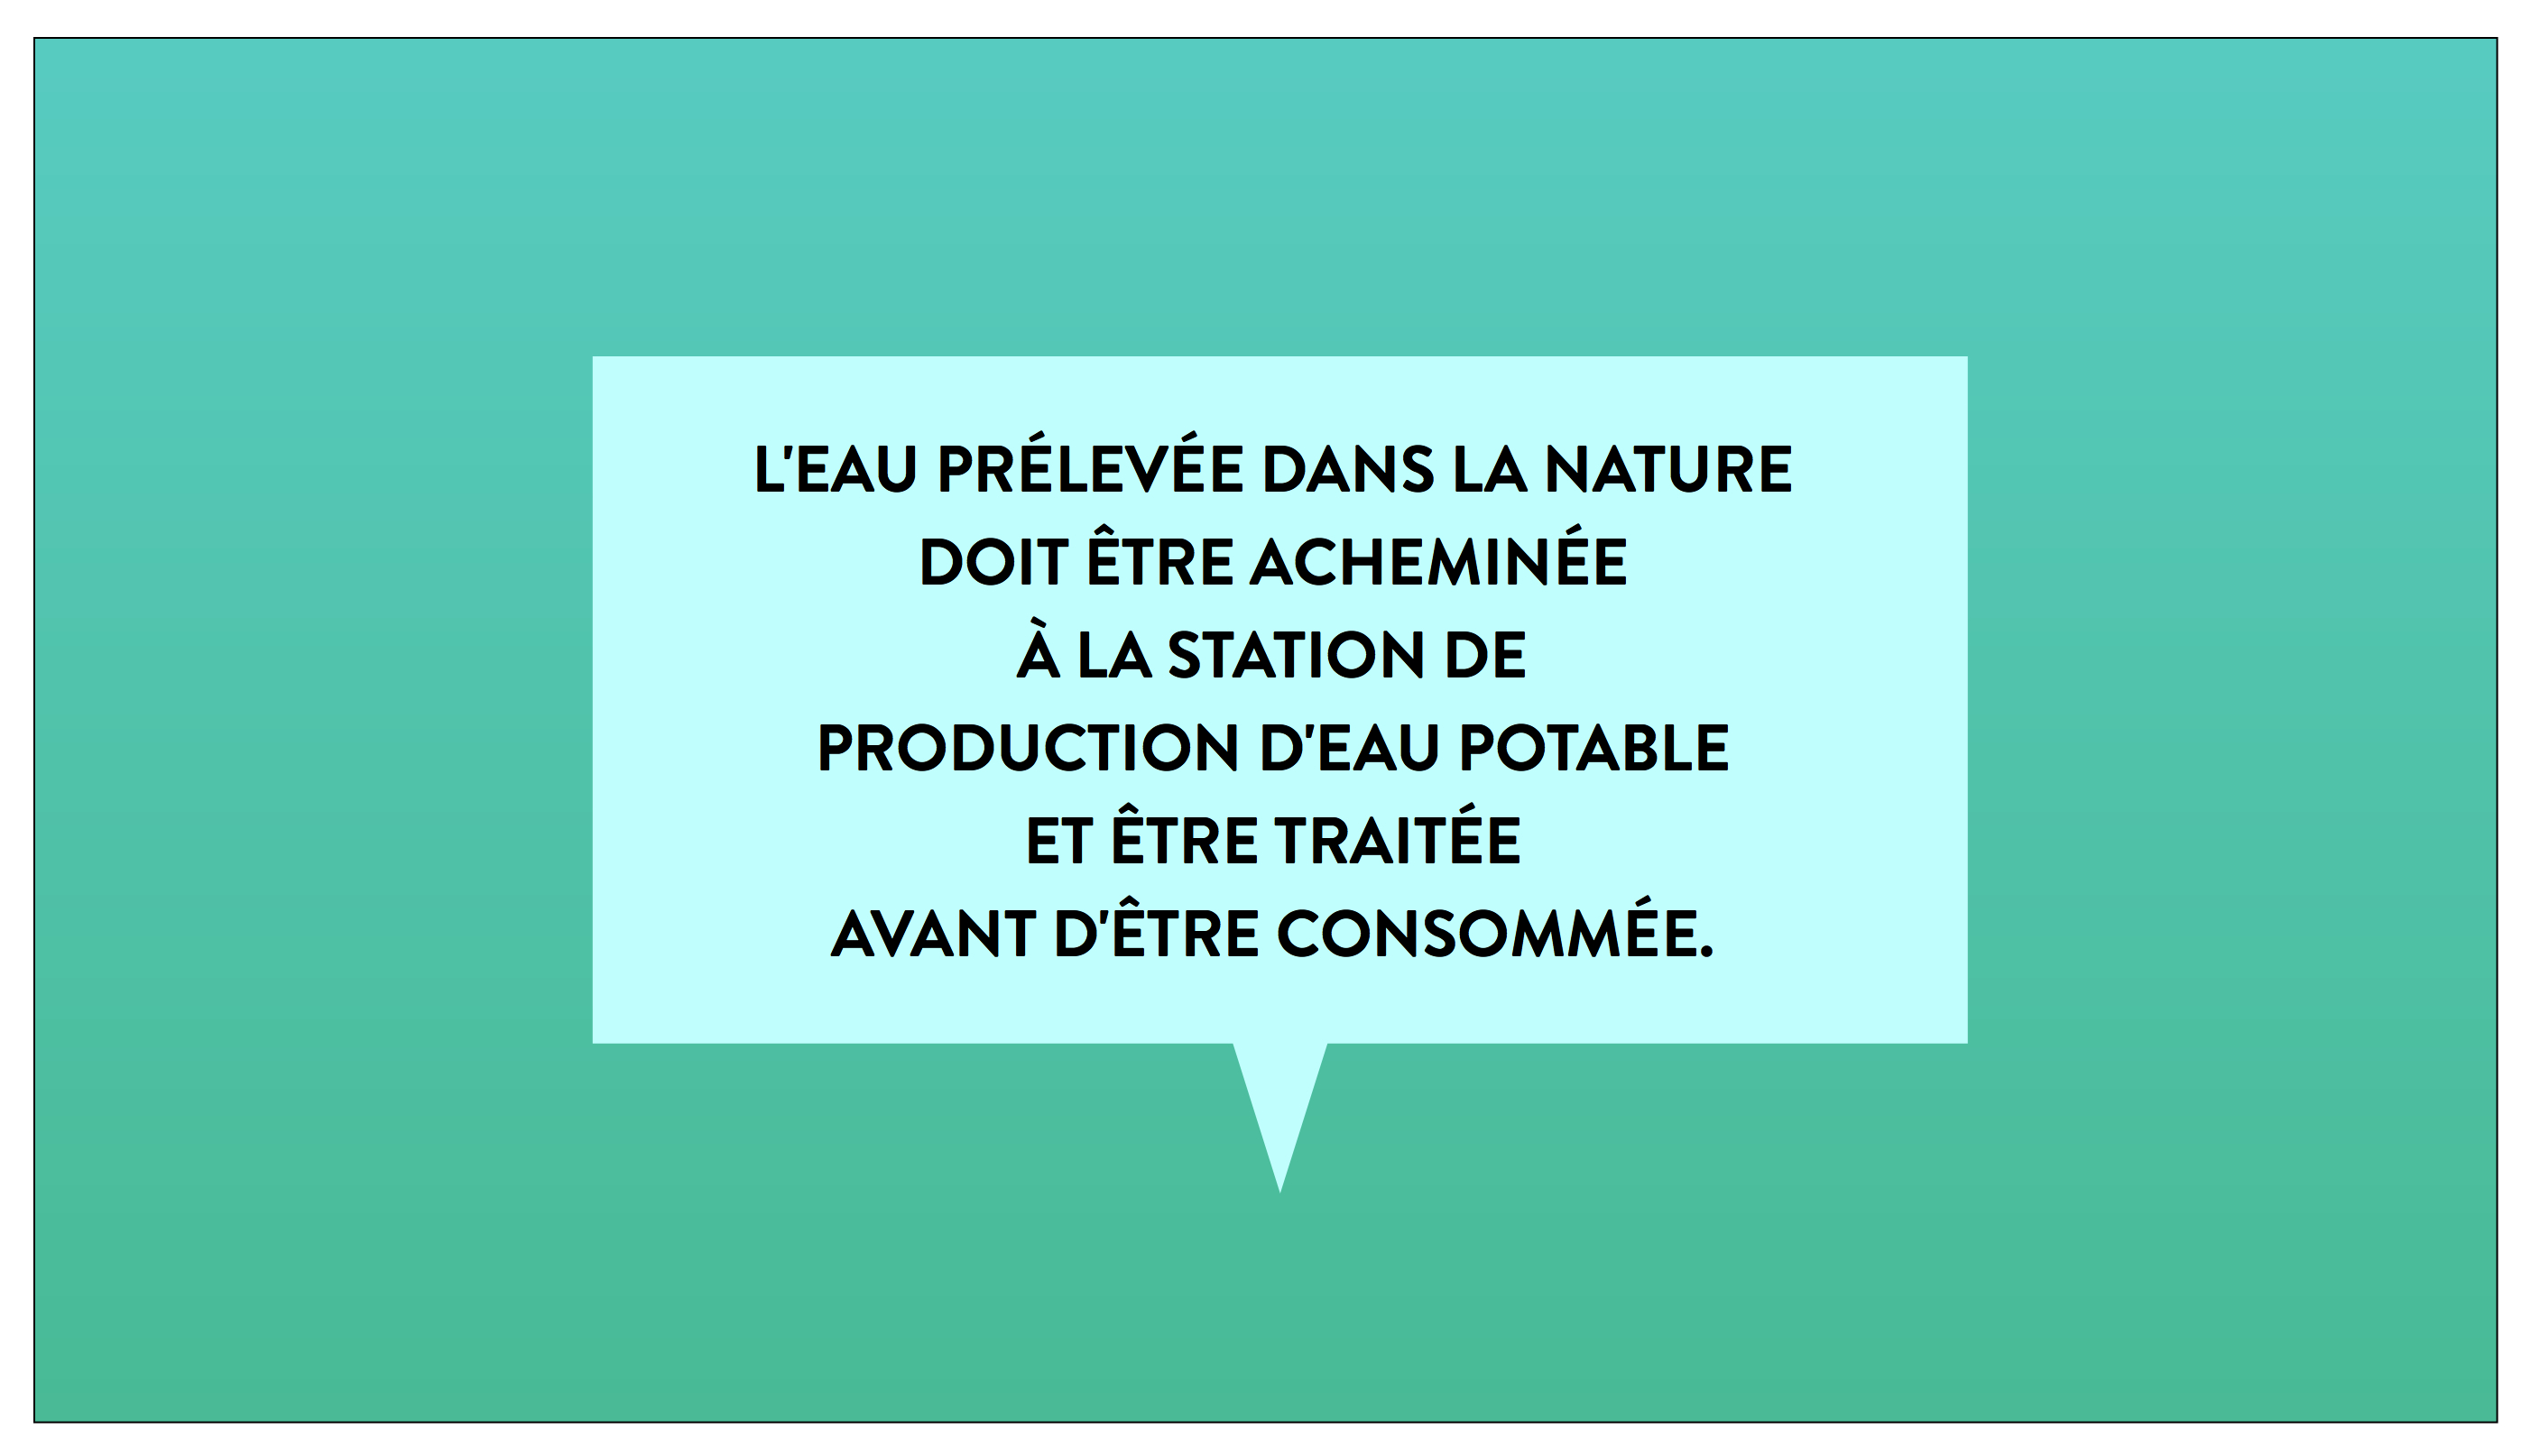 L'EAU PRÉLEVÉE DANS LA NATURE
DOIT ÊTRE ACHEMINÉE
À LA STATION DE
PRODUCTION D'EAU POTABLE
ET ÊTRE TRAITÉE
AVANT D'ÊTRE CONSOMMÉE.